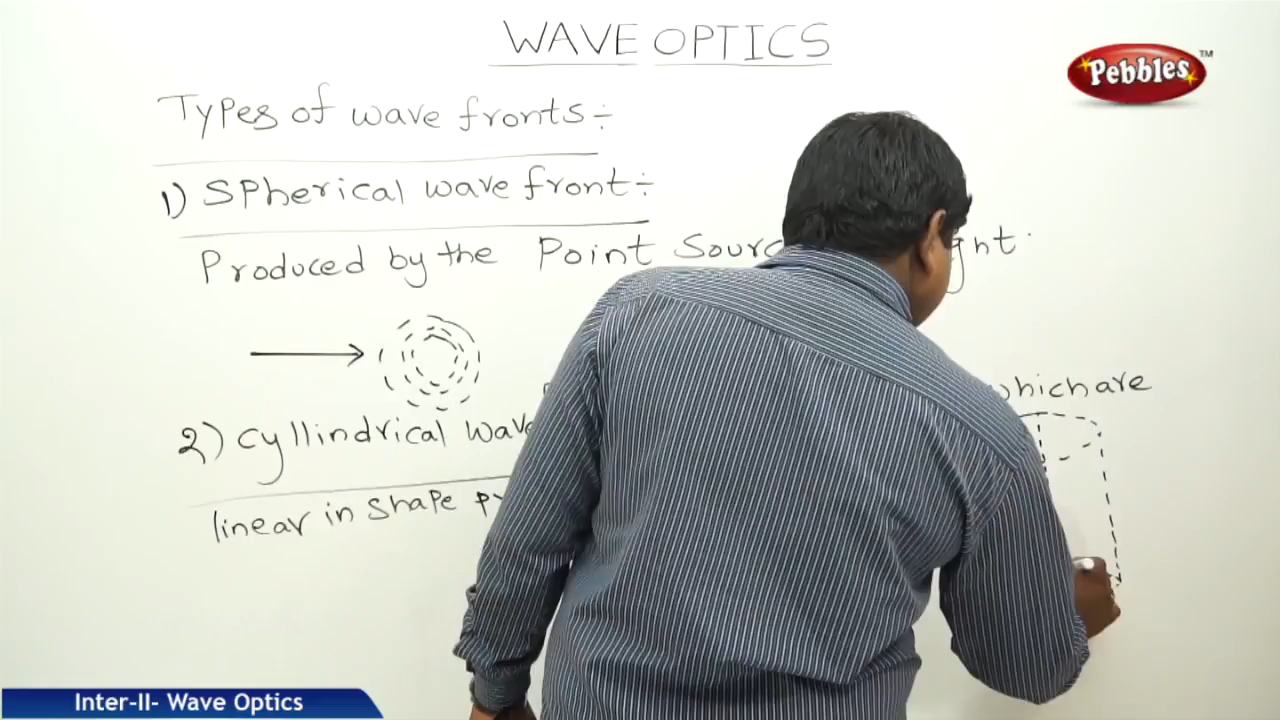 WAVE OPTICS
Pebbles TM
Types of wave fronts÷
1) Spherical wave front÷
Produced by the Point
2) cyllindrical
which are
linear in shape
Inter-II- Wave Optics